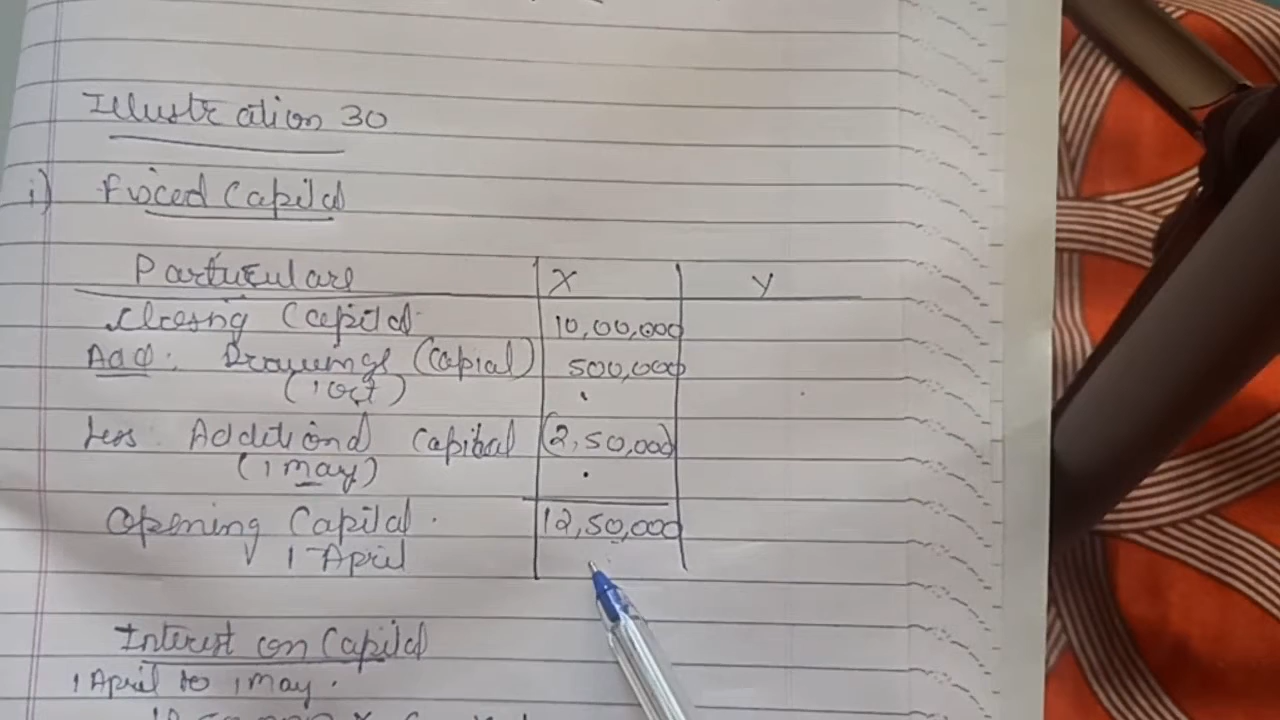 Illustration 30
i) Fixed Capital
Particulars X Y
Closing Capital 10,00,000
Add: Drawings (Capial) 500,000
(1 Oct)
Less Additional Capital (2,50,000)
(1 may)
Opening Capital 12,50,000
1 April
Interest on Capital
1 April to 1 May.